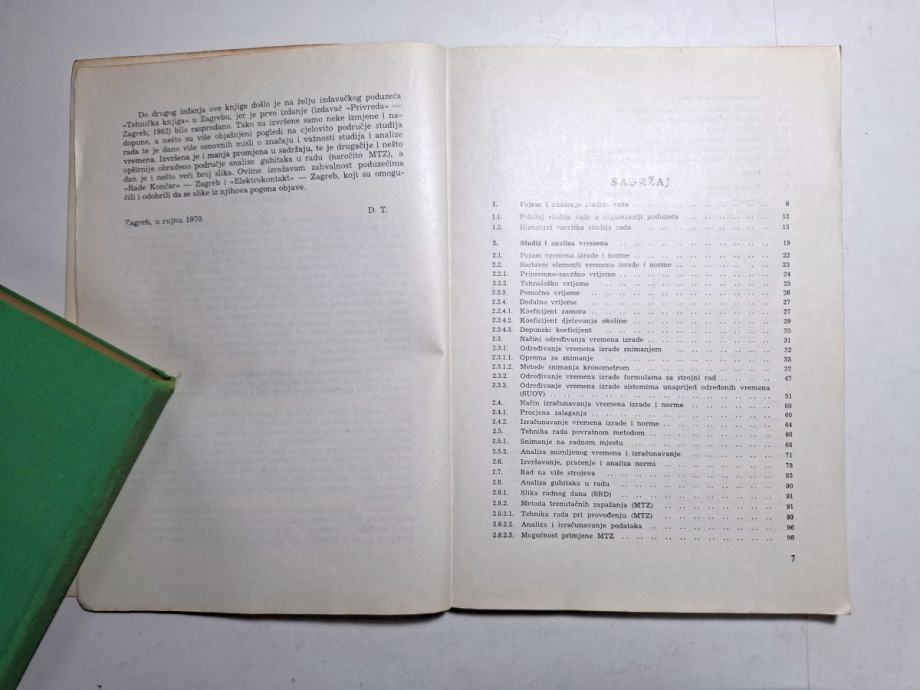 Do drugog izdanja ove knjige došlo je na želju izdavačkog poduzeća
»Tehnička knjiga« u Zagrebu, jer je prvo izdanje (izdavač »Privreda« —
Zagreb, 1962) bilo rasprodano. Tako su izvršene samo neke izmjene i na-
dopune, a nešto su više objašnjeni pogledi na cjelovito područje studija
rada te je dano više osnovnih misli o značaju i važnosti studija i analize
vremena. Izvršena je i manja promjena u sadržaju, te je drugačije i nešto
opširnije obrađeno područje analize gubitaka u radu (naročito MTZ), a
dan je i nešto veći broj slika. Ovime izražavam zahvalnost poduzećima
»Rade Končar« — Zagreb i »Elektrokontakt« — Zagreb, koji su omogu-
ćili i odobrili da se slike iz njihova pogona objave.
D. T.
Zagreb, u rujnu 1970.
SADRŽAJ
1. Pojam i značenje studija rada 9
1.1. Položaj studija rada u organizaciji poduzeća 12
1.2. Historijat razvitka studija rada 13
2. Studij i analiza vremena 19
2.1. Pojam vremena izrade i norme 22
2.2. Sastavni elementi vremena izrade i norme 23
2.2.1. Pripremno-završno vrijeme 24
2.2.2. Tehnološko vrijeme 25
2.2.3. Pomoćno vrijeme 26
2.2.4. Dodatno vrijeme 27
2.2.4.1. Koeficijent zamora 27
2.2.4.2. Koeficijent djelovanja okoline 29
2.2.4.3. Dopunski koeficijent 30
2.3. Načini određivanja vremena izrade 31
2.3.1. Određivanje vremena izrade snimanjem 32
2.3.1.1. Oprema za snimanje 33
2.3.1.2. Metode snimanja kronometrom 37
2.3.2. Određivanje vremena izrade formulama za strojni rad 47
2.3.3. Određivanje vremena izrade sistemima unaprijed određenih vremena
(SUOV) 51
2.4. Način izračunavanja vremena izrade i norme 60
2.4.1. Procjena zalaganja 60
2.4.2. Izračunavanje vremena izrade i norme 64
2.5. Tehnika rada povratnom metodom 66
2.5.1. Snimanje na radnom mjestu 66
2.5.2. Analiza snimljenog vremena i izračunavanje 71
2.6. Izvršavanje, praćenje i analiza normi 78
2.7. Rad na više strojeva 83
2.8. Analiza gubitaka u radu 90
2.8.1. Slika radnog dana (SRD) 91
2.8.2. Metoda trenutačnih zapažanja (MTZ) 91
2.8.2.1. Tehnika rada pri provođenju (MTZ) 93
2.8.2.2. Analiza i izračunavanje podataka 96
2.8.2.3. Mogućnost primjene MTZ 98
7